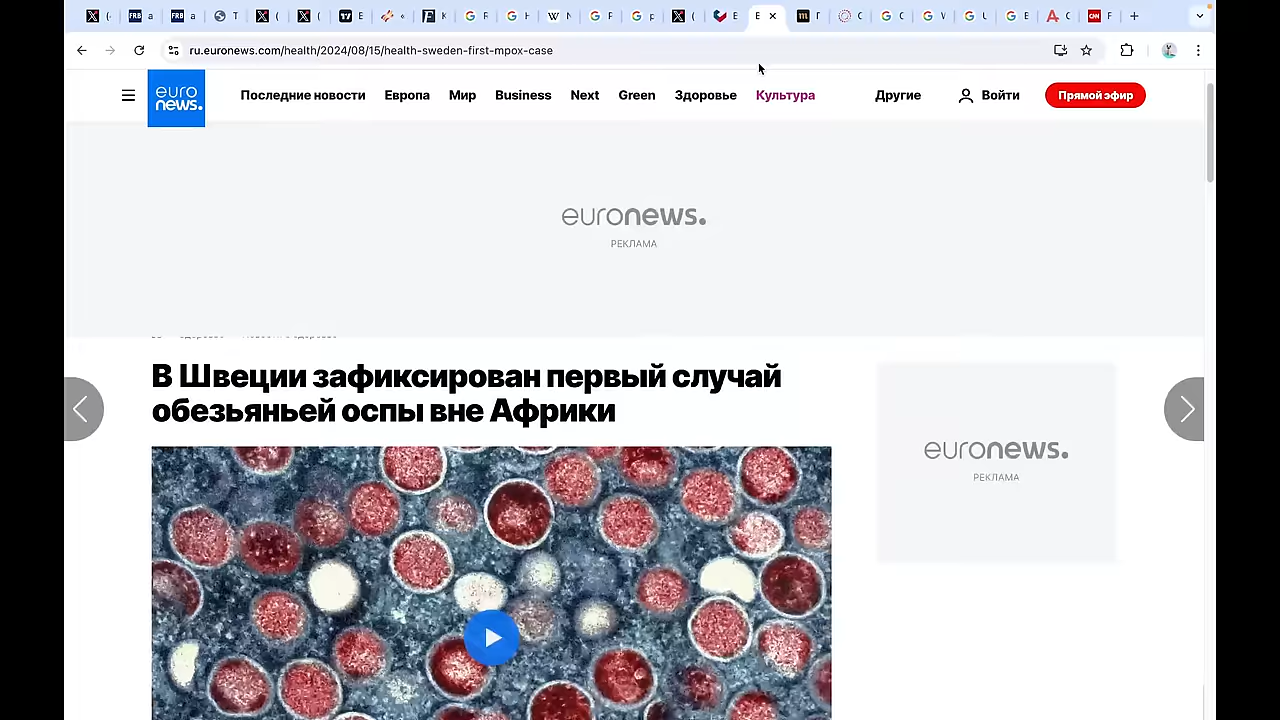 ru.euronews.com/health/2024/08/15/health-sweden-first-mpox-case
euro
news.
Последние новости Европа Мир Business Next Green Здоровье Культура Другие Войти Прямой эфир
euronews.
РЕКЛАМА
В Швеции зафиксирован первый случай
обезьяньей оспы вне Африки
euronews.
РЕКЛАМА